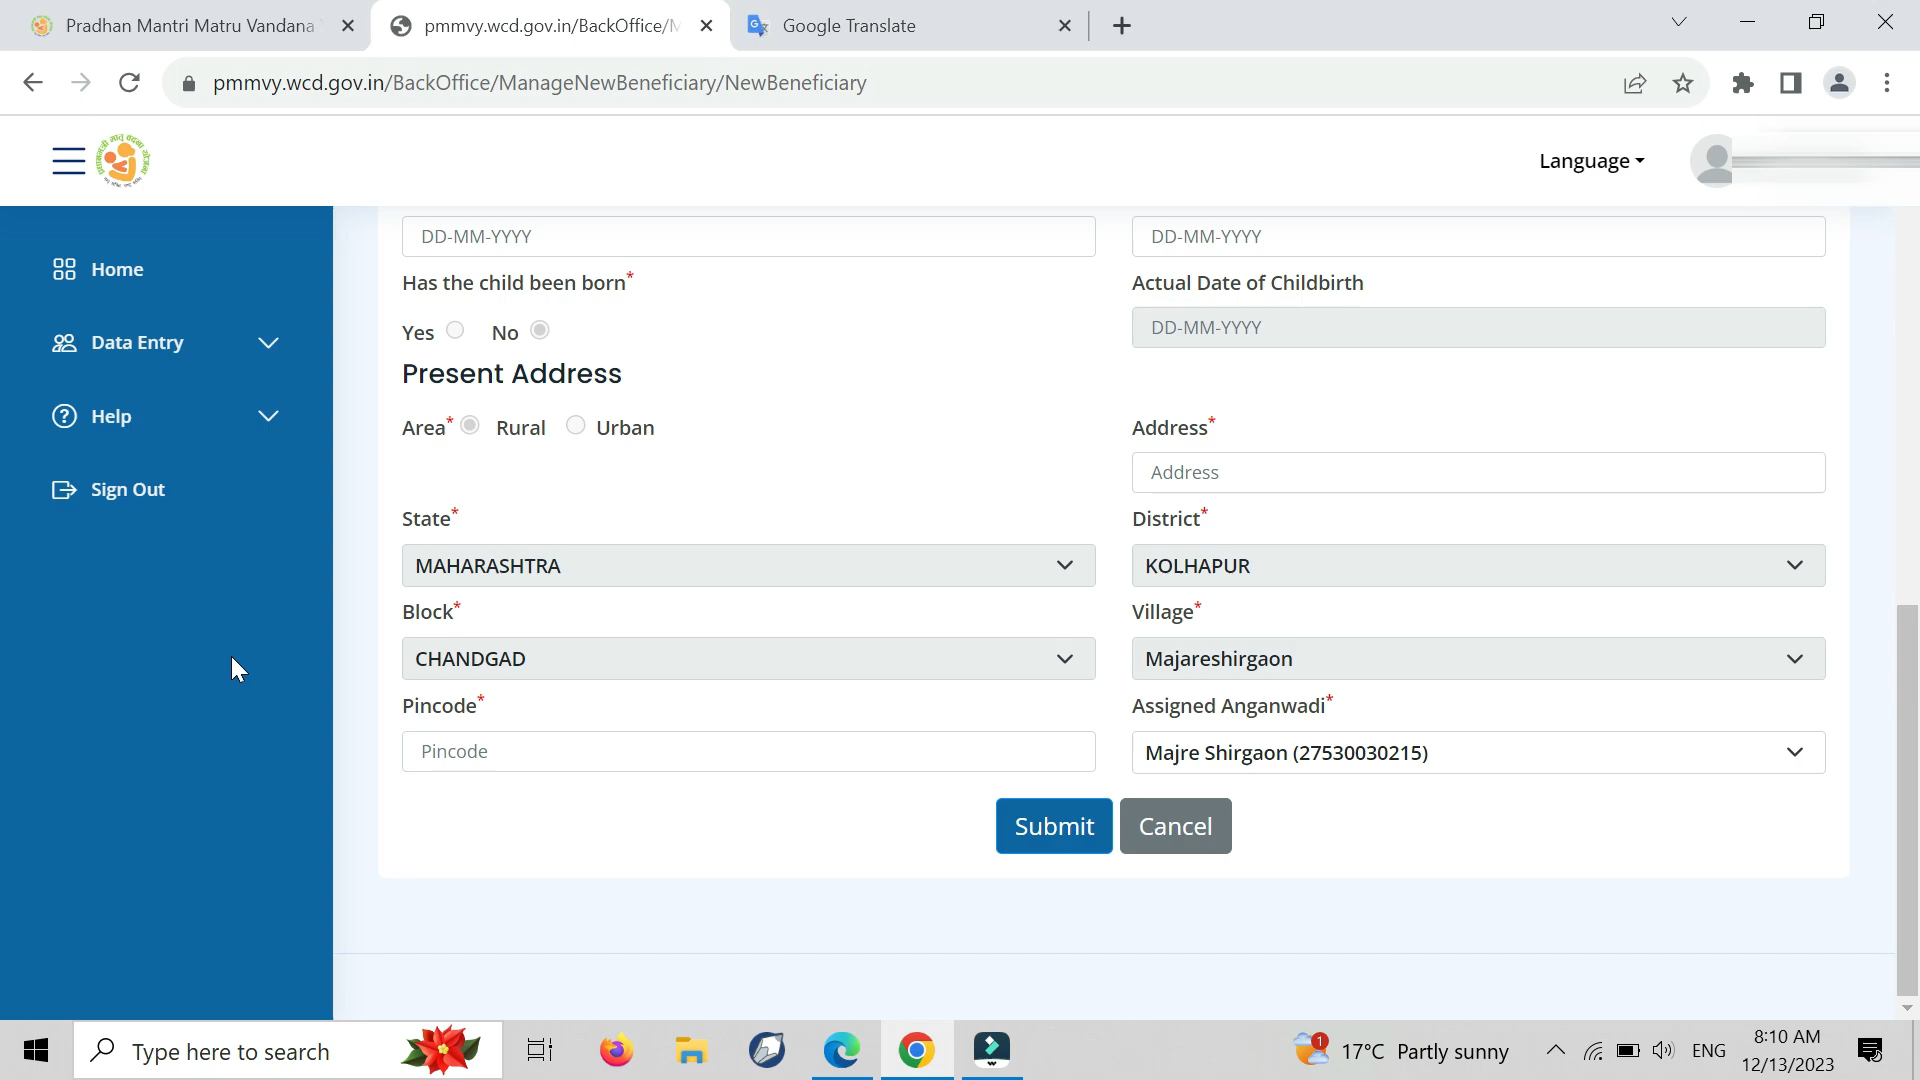 Pradhan Mantri Matru Vandana
pmmvy.wcd.gov.in/BackOffice/M
Google Translate
pmmvy.wcd.gov.in/BackOffice/ManageNewBeneficiary/NewBeneficiary
Language
Home
Data Entry
Help
Sign Out
DD-MM-YYYY DD-MM-YYYY
Has the child been born* Actual Date of Childbirth
Yes No DD-MM-YYYY
Present Address
Area* Rural Urban Address*
Address
State* District*
MAHARASHTRA KOLHAPUR
Block* Village*
CHANDGAD Majareshirgaon
Pincode* Assigned Anganwadi*
Pincode Majre Shirgaon (27530030215)
Submit Cancel
Type here to search
1
17°C Partly sunny
ENG
8:10 AM
12/13/2023